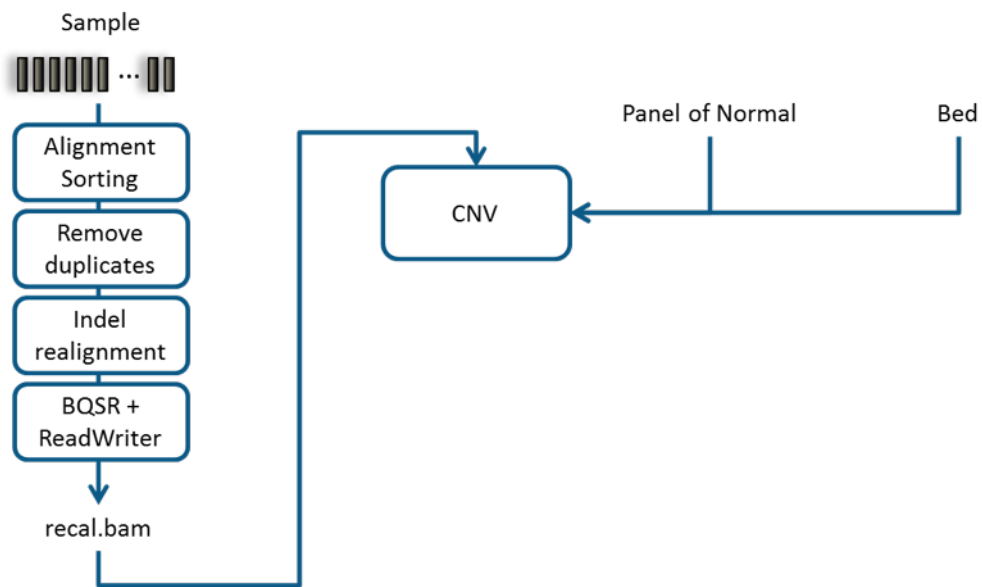 Sample
...
Alignment
Sorting
Remove
duplicates
Indel
realignment
BQSR +
ReadWriter
recal.bam
CNV
Panel of Normal
Bed